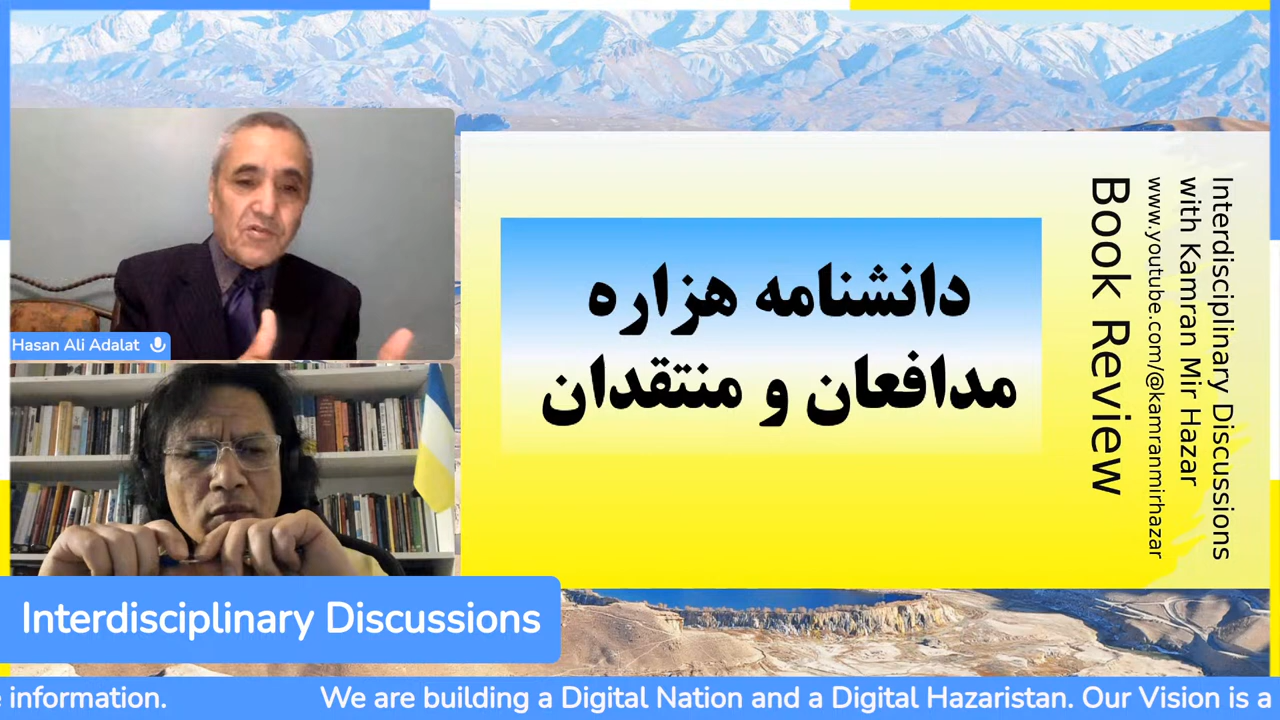 Hasan Ali Adalat
دانشنامه هزاره
مدافعان و منتقدان
Interdisciplinary Discussions
with Kamran Mir Hazar
www.youtube.com/@kamranmirhazar
Book Review
Interdisciplinary Discussions
information. We are building a Digital Nation and a Digital Hazaristan. Our Vision is a